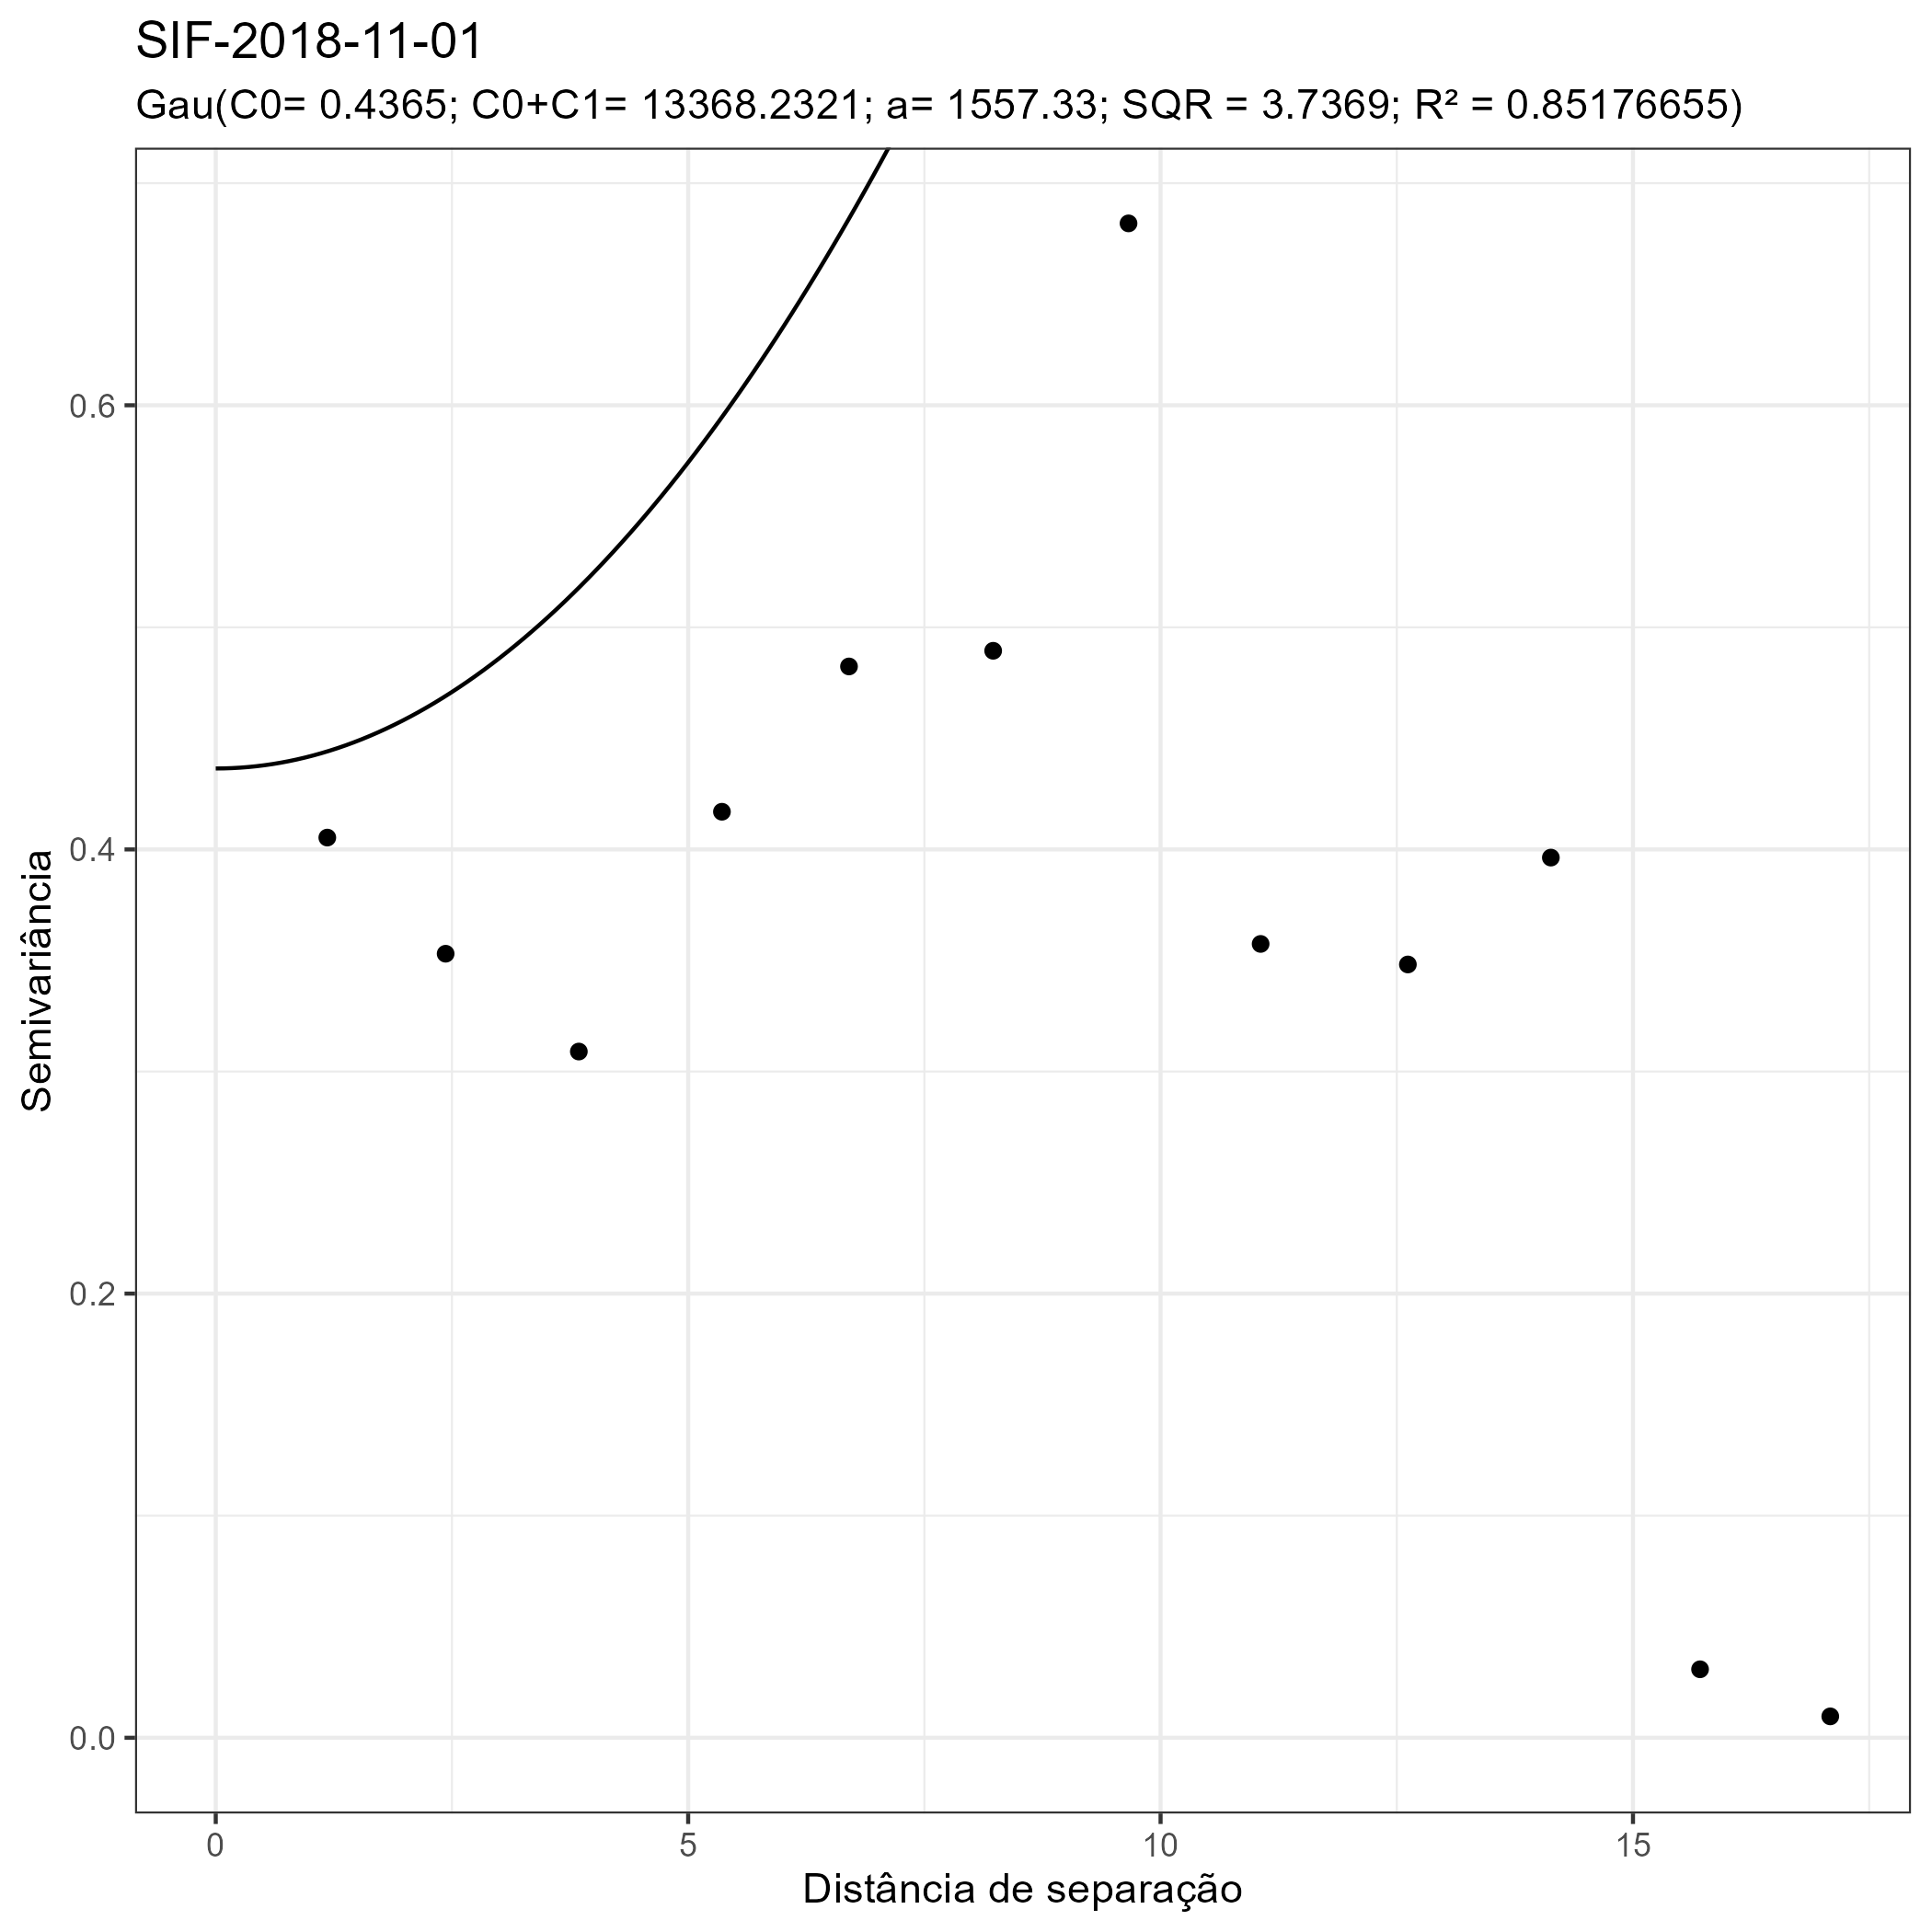 SIF-2018-11-01
Gau(C0= 0.4365; C0+C1= 13368.2321; a= 1557.33; SQR = 3.7369; R² = 0.85176655)
Semivariância
0.6
0.4
0.2
0.0
0 5 10 15
Distância de separação